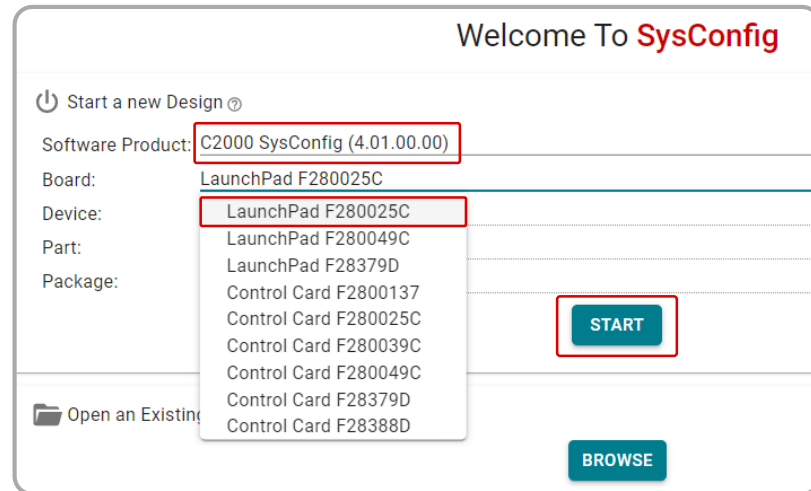 Welcome To SysConfig
Start a new Design
Software Product: C2000 SysConfig (4.01.00.00)
Board: LaunchPad F280025C
Device:
LaunchPad F280025C
LaunchPad F280049C
Part:
LaunchPad F28379D
Package:
Control Card F2800137
Control Card F280025C
START
Control Card F280039C
Control Card F280049C
Control Card F28379D
Open an Existing
Control Card F28388D
BROWSE